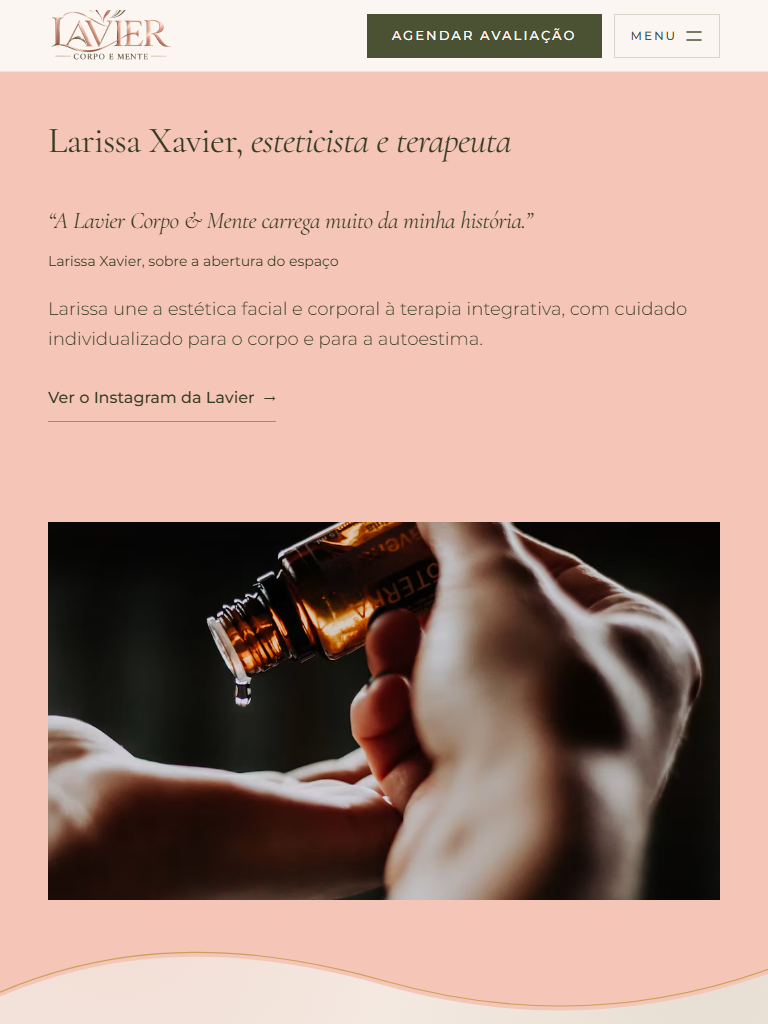 LAVIER
CORPO E MENTE
AGENDAR AVALIAÇÃO
MENU
Larissa Xavier, esteticista e terapeuta
“A Lavier Corpo & Mente carrega muito da minha história.”
Larissa Xavier, sobre a abertura do espaço
Larissa une a estética facial e corporal à terapia integrativa, com cuidado
individualizado para o corpo e para a autoestima.
Ver o Instagram da Lavier →